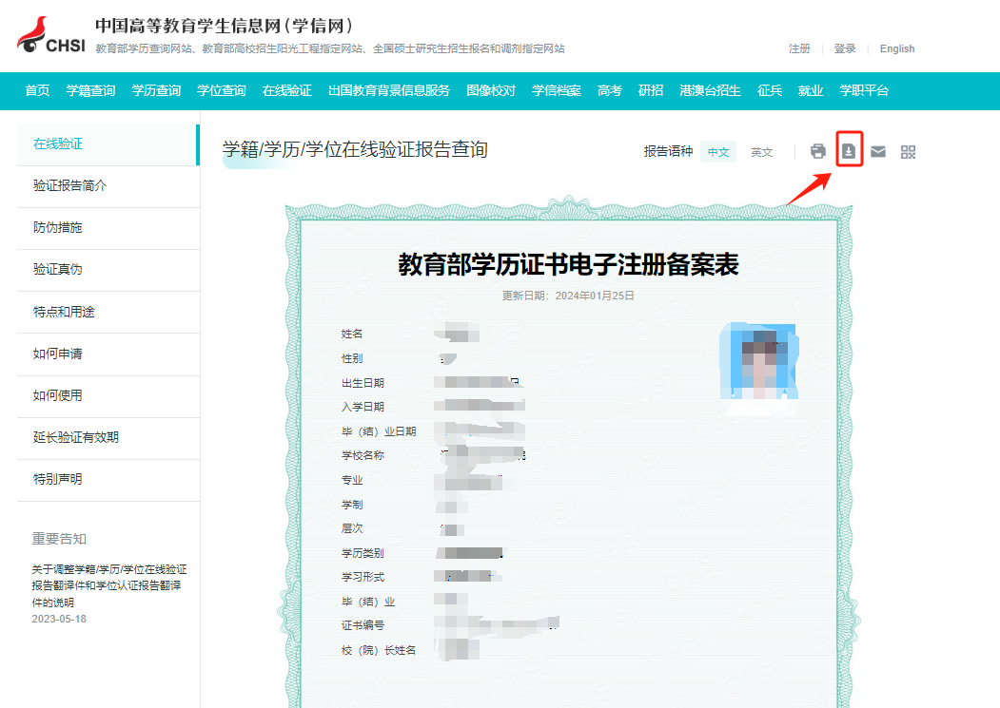 中国高等教育学生信息网(学信网)
CHSI
教育部学历查询网站、教育部高校招生阳光工程指定网站、全国硕士研究生招生报名和调剂指定网站
注册 登录 English
首页 学籍查询 学历查询 学位查询 在线验证 出国教育背景信息服务 图像校对 学信档案 高考 研招 港澳台招生 征兵 就业 学职平台
在线验证
验证报告简介
防伪措施
验证真伪
特点和用途
如何申请
如何使用
延长验证有效期
特别声明
重要告知
关于调整学籍/学历/学位在线验证
报告翻译件和学位认证报告翻译
件的说明
2023-05-18
学籍/学历/学位在线验证报告查询
报告语种 中文 英文
教育部学历证书电子注册备案表
更新日期：2024年01月25日
姓名
性别
出生日期
入学日期
毕（结）业日期
学校名称
专业
学制
层次
学历类别
学习形式
毕（结）业
证书编号
校（院）长姓名